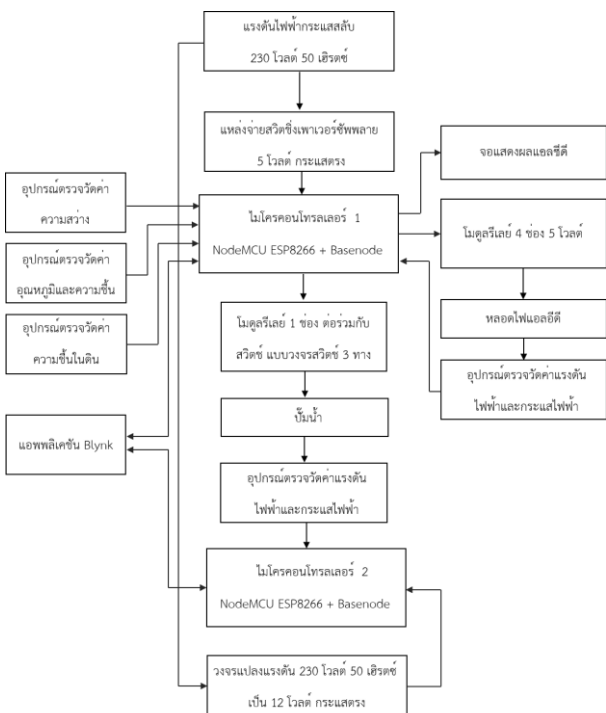 แรงดันไฟฟ้ากระแสสลับ
230 โวลต์ 50 เฮิรตซ์
แหล่งจ่ายสวิตชิ่งเพาเวอร์ซัพพลาย
5 โวลต์ กระแสตรง
จอแสดงผลแอลซีดี
อุปกรณ์ตรวจวัดค่า
ความสว่าง
ไมโครคอนโทรลเลอร์ 1
NodeMCU ESP8266 + Basenode
โมดูลรีเลย์ 4 ช่อง 5 โวลต์
อุปกรณ์ตรวจวัดค่า
อุณหภูมิและความชื้น
โมดูลรีเลย์ 1 ช่อง ต่อร่วมกับ
สวิตช์ แบบวงจรสวิตช์ 3 ทาง
หลอดไฟแอลอีดี
อุปกรณ์ตรวจวัดค่า
ความชื้นในดิน
อุปกรณ์ตรวจวัดค่าแรงดัน
ไฟฟ้าและกระแสไฟฟ้า
ปั๊มน้ำ
แอพพลิเคชัน Blynk
อุปกรณ์ตรวจวัดค่าแรงดัน
ไฟฟ้าและกระแสไฟฟ้า
ไมโครคอนโทรลเลอร์ 2
NodeMCU ESP8266 + Basenode
วงจรแปลงแรงดัน 230 โวลต์ 50 เฮิรตซ์
เป็น 12 โวลต์ กระแสตรง